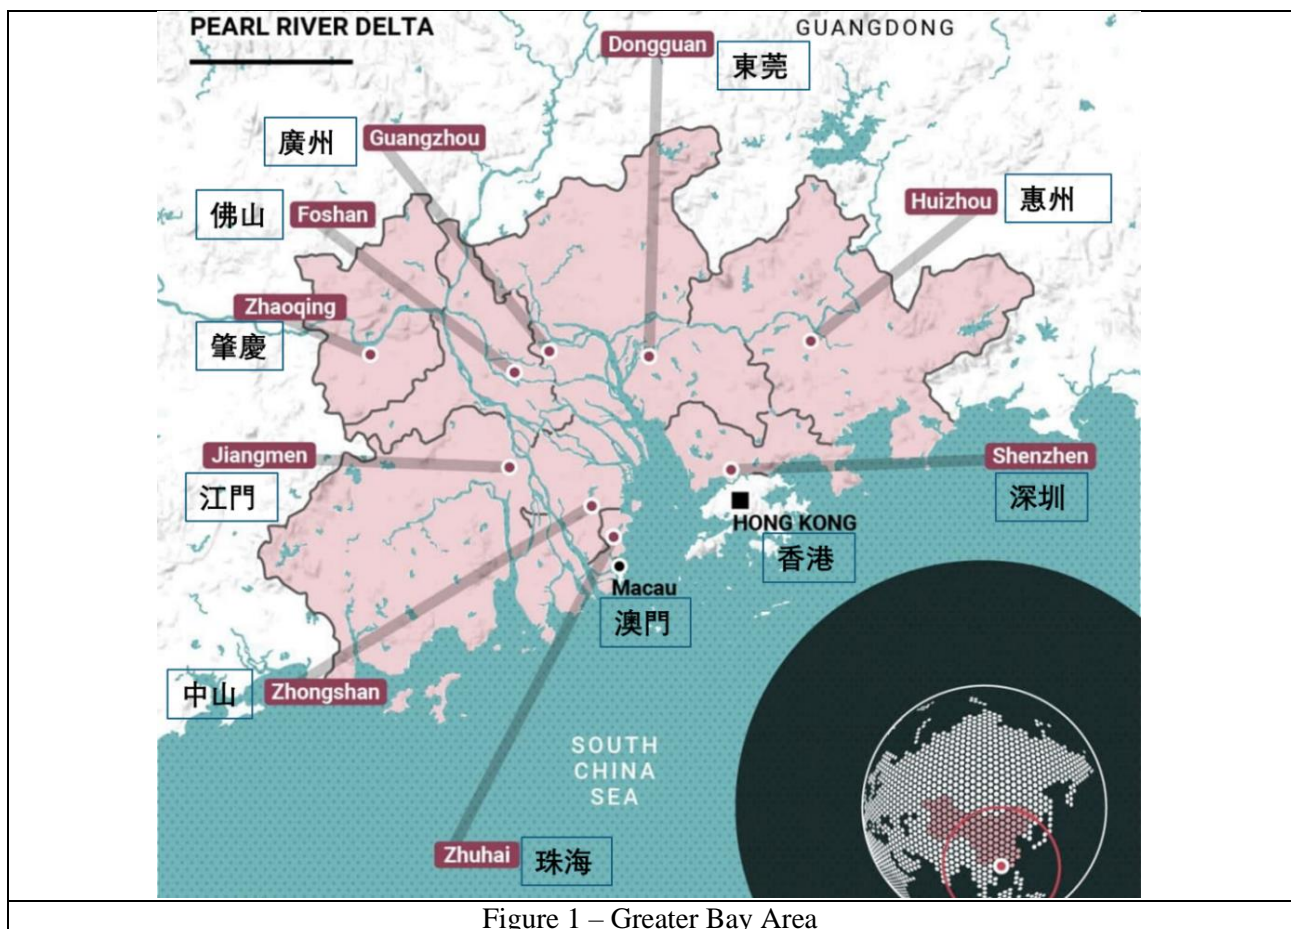 PEARL RIVER DELTA
GUANGDONG
Dongguan
東莞
廣州
Guangzhou
佛山
Foshan
Huizhou
惠州
Zhaoqing
肇慶
Jiangmen
江門
Shenzhen
深圳
HONG KONG
香港
Macau
澳門
中山
Zhongshan
SOUTH
CHINA
SEA
Zhuhai
珠海
Figure 1 – Greater Bay Area